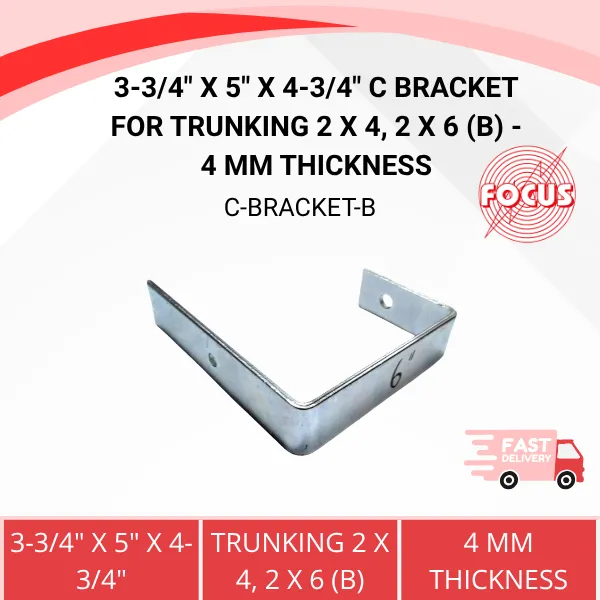 3-3/4" X 5" X 4-3/4" C BRACKET
FOR TRUNKING 2 X 4, 2 X 6 (B) -
4 MM THICKNESS
C-BRACKET-B
FOCUS
6"
FAST
DELIVERY
3-3/4" X 5" X 4-
3/4"
TRUNKING 2 X
4, 2 X 6 (B)
4 MM
THICKNESS